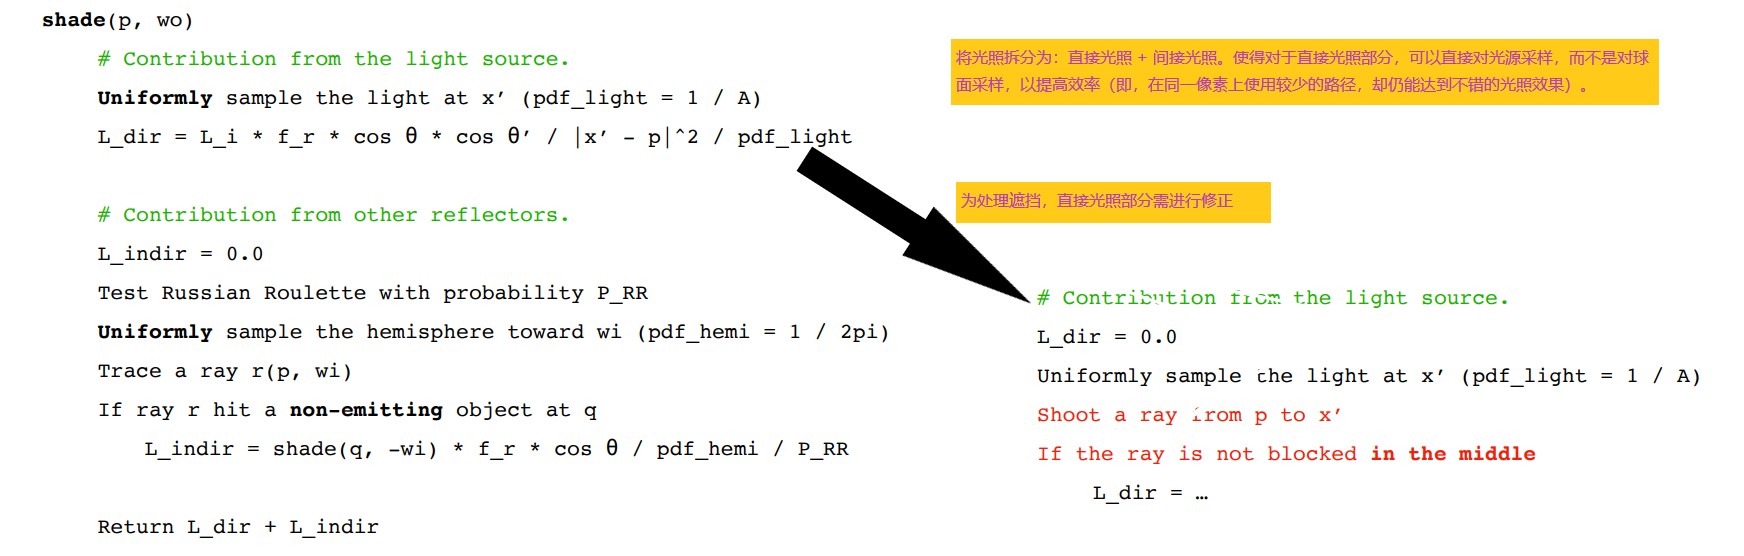 shade(p, wo)
# Contribution from the light source.
Uniformly sample the light at x′ (pdf_light = 1 / A)
L_dir = L_i * f_r * cos θ * cos θ′ / |x′ - p|^2 / pdf_light
# Contribution from other reflectors.
L_indir = 0.0
Test Russian Roulette with probability P_RR
Uniformly sample the hemisphere toward wi (pdf_hemi = 1 / 2pi)
Trace a ray r(p, wi)
If ray r hit a non-emitting object at q
L_indir = shade(q, -wi) * f_r * cos θ / pdf_hemi / P_RR
Return L_dir + L_indir
将光照拆分为：直接光照 + 间接光照。使得对于直接光照部分，可以直接对光源采样，而不是对球
面采样，以提高效率（即，在同一像素上使用较少的路径，却仍能达到不错的光照效果）。
为处理遮挡，直接光照部分需进行修正
# Contribution from the light source.
L_dir = 0.0
Uniformly sample the light at x′ (pdf_light = 1 / A)
Shoot a ray from p to x′
If the ray is not blocked in the middle
L_dir = …